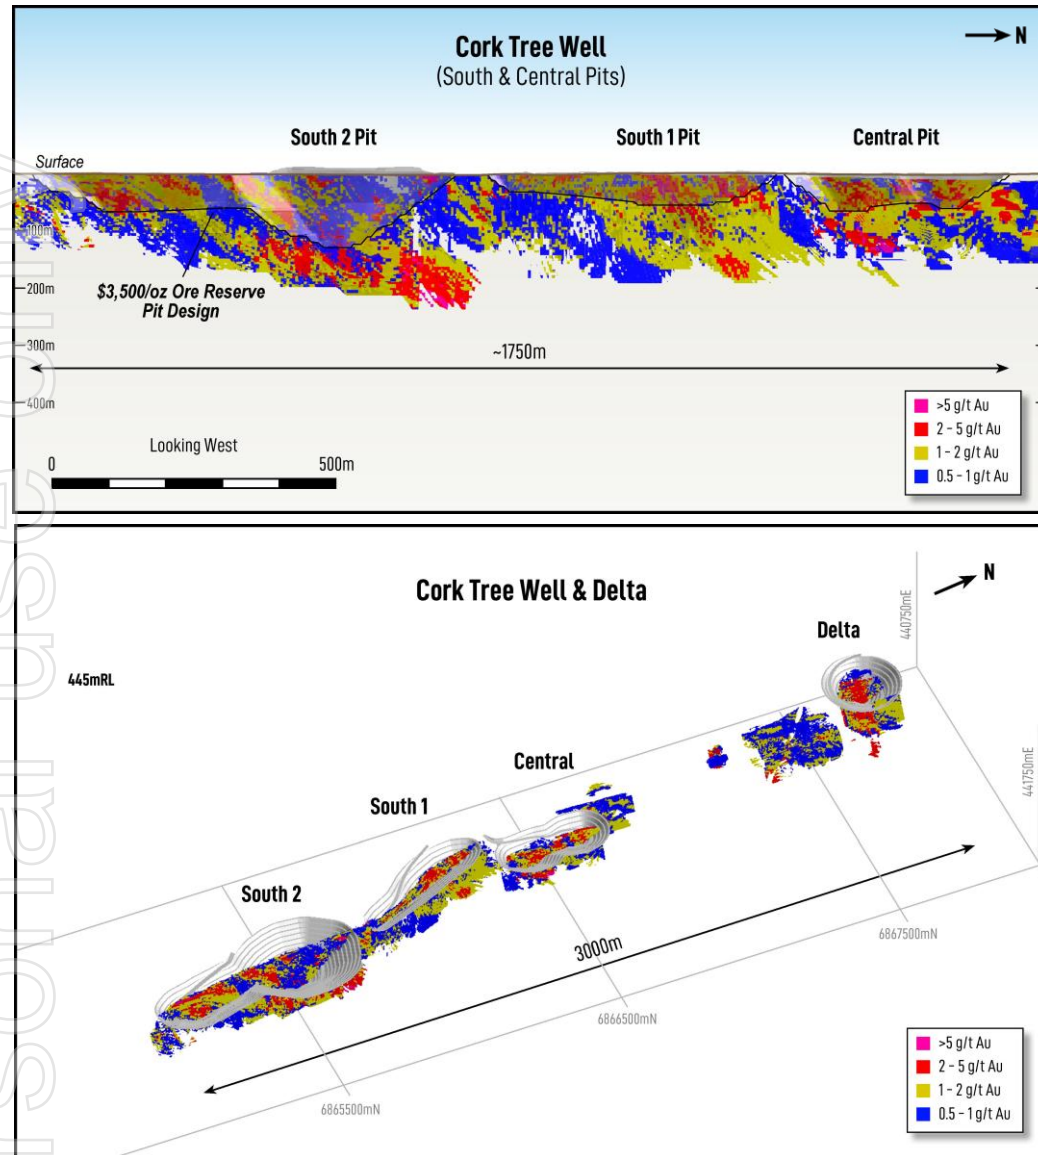 Cork Tree Well
(South & Central Pits)
N
South 2 Pit
South 1 Pit
Central Pit
Surface
100m
200m
300m
400m
$3,500/oz Ore Reserve
Pit Design
~1750m
Looking West
0
500m
>5 g/t Au
2 - 5 g/t Au
1 - 2 g/t Au
0.5 - 1 g/t Au
Cork Tree Well & Delta
N
445mRL
Delta
440750mE
Central
South 1
South 2
441750mE
3000m
6867500mN
6866500mN
6865500mN
>5 g/t Au
2 - 5 g/t Au
1 - 2 g/t Au
0.5 - 1 g/t Au